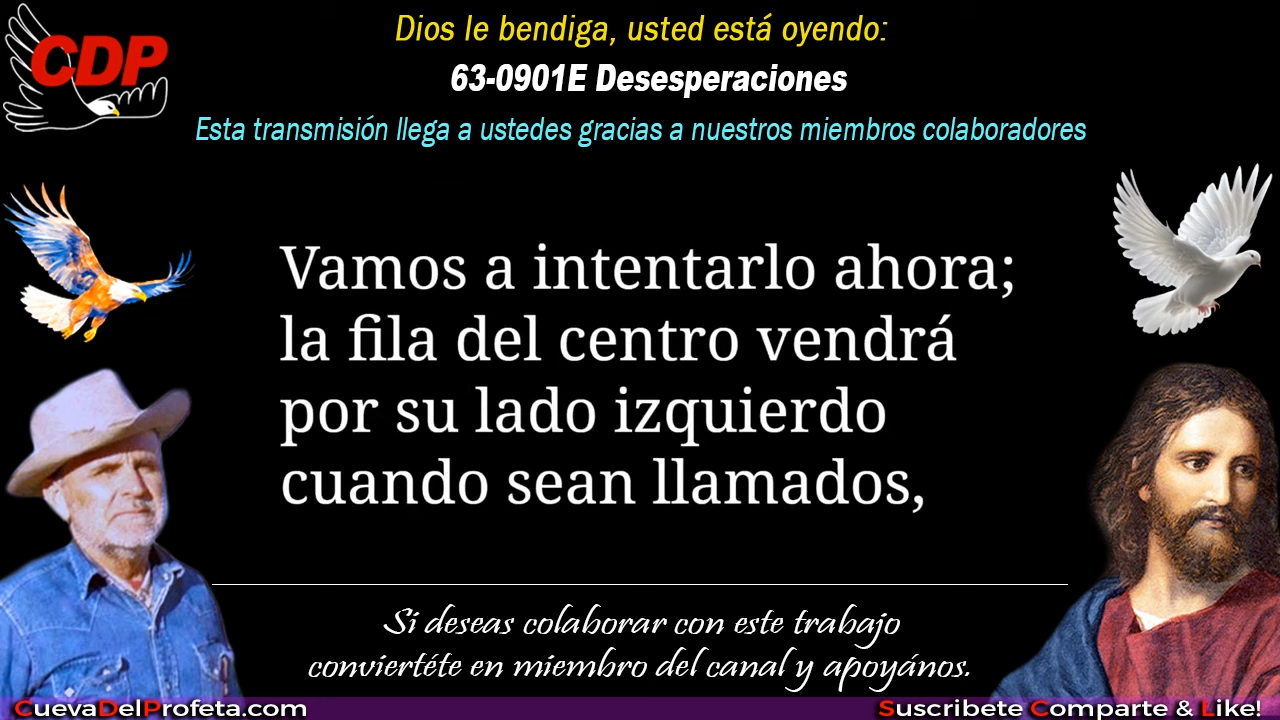 CDP
Dios le bendiga, usted está oyendo:
63-0901E Desesperaciones
Esta transmisión llega a ustedes gracias a nuestros miembros colaboradores
Vamos a intentarlo ahora;
la fila del centro vendrá
por su lado izquierdo
cuando sean llamados,
Si deseas colaborar con este trabajo
conviertéte en miembro del canal y apoyános.
CuevaDelProfeta.com
Suscribete Comparte & Like!